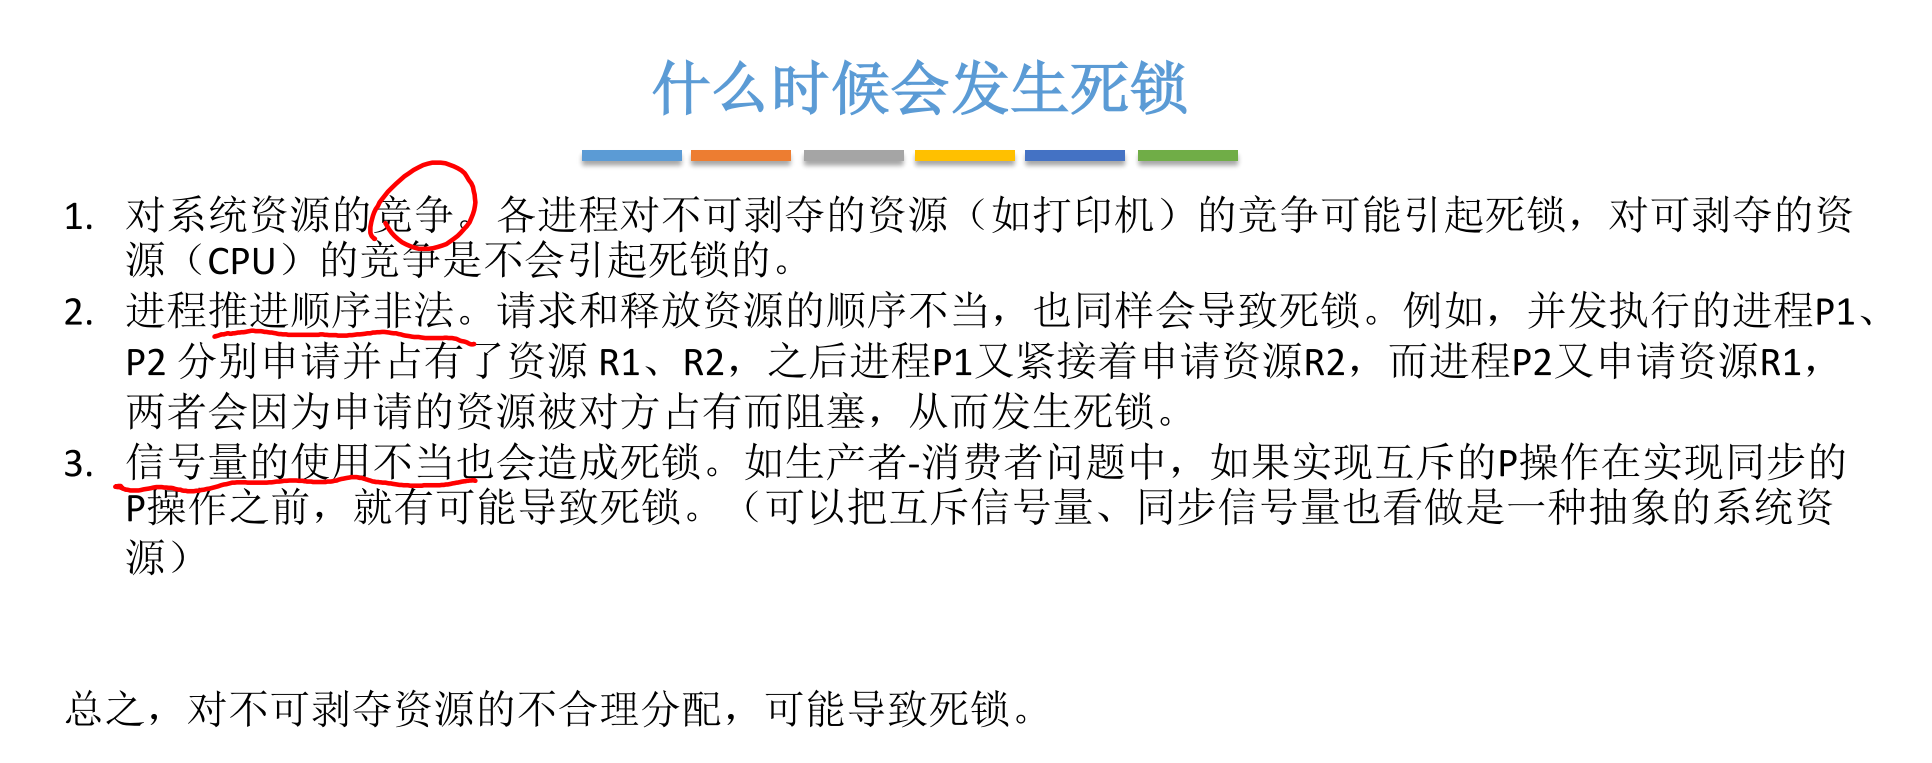 什么时候会发生死锁
1. 对系统资源的竞争。各进程对不可剥夺的资源（如打印机）的竞争可能引起死锁，对可剥夺的资
源（CPU）的竞争是不会引起死锁的。
2. 进程推进顺序非法。请求和释放资源的顺序不当，也同样会导致死锁。例如，并发执行的进程P1、
P2 分别申请并占有了资源 R1、R2，之后进程P1又紧接着申请资源R2，而进程P2又申请资源R1，
两者会因为申请的资源被对方占有而阻塞，从而发生死锁。
3. 信号量的使用不当也会造成死锁。如生产者-消费者问题中，如果实现互斥的P操作在实现同步的
P操作之前，就有可能导致死锁。（可以把互斥信号量、同步信号量也看做是一种抽象的系统资
源）
总之，对不可剥夺资源的不合理分配，可能导致死锁。